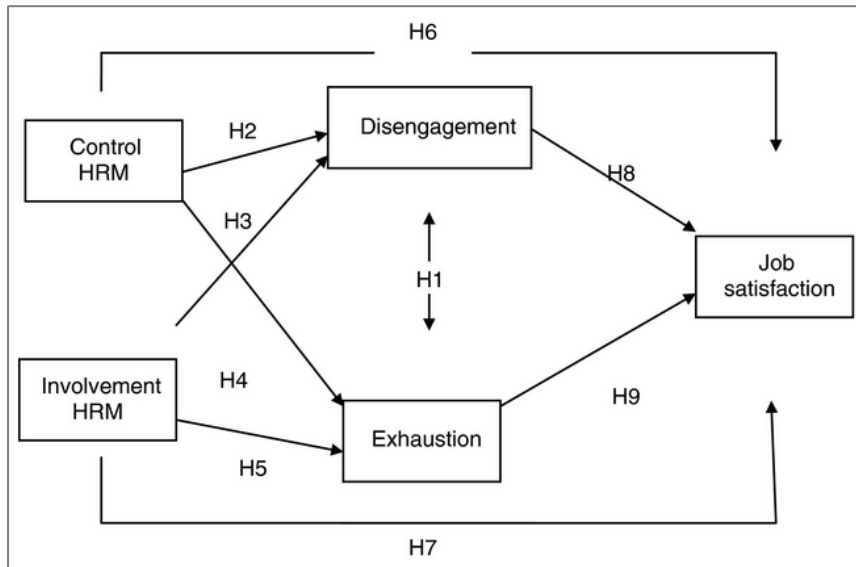 H6
Disengagement
H2
Control
HRM
H8
H3
H1
Job
satisfaction
Involvement
HRM
H4
H9
Exhaustion
H5
H7